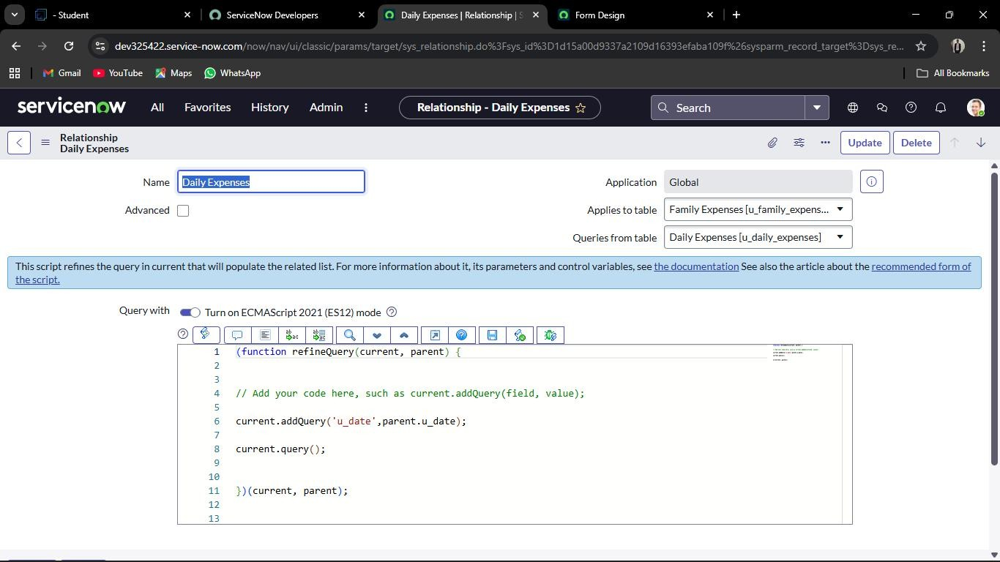 - Student
ServiceNow Developers
Daily Expenses | Relationship | S
Form Design
dev325422.service-now.com/now/nav/ui/classic/params/target/sys_relationship.do%3Fsys_id%3D1d15a00d9337a2109d16393efaba109f%26sysparm_record_target%3Dsys_re...
Gmail YouTube Maps WhatsApp All Bookmarks
servicenow All Favorites History Admin Relationship - Daily Expenses Search
Relationship
Daily Expenses
Update Delete
Name Daily Expenses Application Global
Advanced Applies to table Family Expenses [u_family_expens...
Queries from table Daily Expenses [u_daily_expenses]
This script refines the query in current that will populate the related list. For more information about it, its parameters and control variables, see the documentation See also the article about the recommended form of
the script.
Query with Turn on ECMAScript 2021 (ES12) mode
1 (function refineQuery(current, parent) {
2
3
4 // Add your code here, such as current.addQuery(field, value);
5
6 current.addQuery('u_date',parent.u_date);
7
8 current.query();
9
10
11 })(current, parent);
12
13